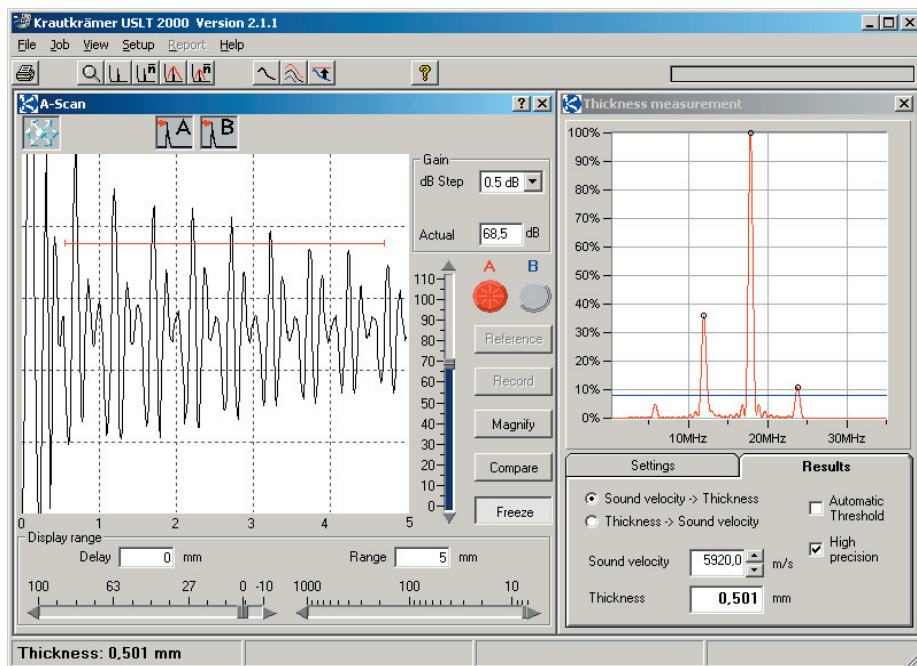 Krautkrämer USLT 2000 Version 2.1.1
File Job View Setup Report Help
n n ?
A-Scan ? 
A B
Gain
dB Step 0.5 dB
Actual 68,5 dB
A B
110
100
90
80
70
60
50
40
30
20
10
0
Reference
Record
Magnify
Compare
Freeze
0 1 2 3 4 5
Display range
Delay 0 mm Range 5 mm
100 63 27 0 -10 1000 100 10
Thickness measurement
100%
90%
80%
70%
60%
50%
40%
30%
20%
10%
0%
10MHz 20MHz 30MHz
Settings Results
Sound velocity -> Thickness
Thickness -> Sound velocity
Automatic
Threshold
High
precision
Sound velocity 5920,0 m/s
Thickness 0,501 mm
Thickness: 0,501 mm